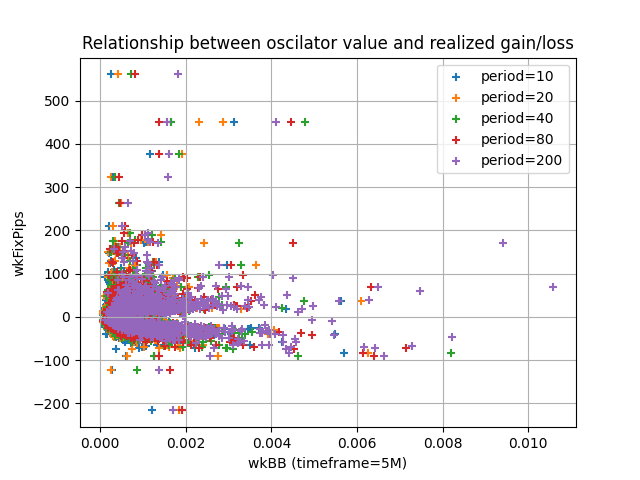 Relationship between oscilator value and realized gain/loss
period=10
period=20
period=40
period=80
period=200
wkFixPips
500
400
300
200
100
0
−100
−200
0.000 0.002 0.004 0.006 0.008 0.010
wkBB (timeframe=5M)